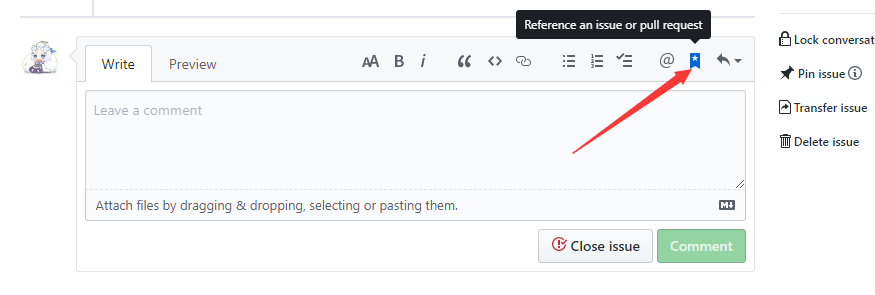 Reference an issue or pull request
Write
Preview
AA B i
@
Lock conversat
Pin issue
Transfer issue
Delete issue
Leave a comment
Attach files by dragging & dropping, selecting or pasting them.
Close issue
Comment